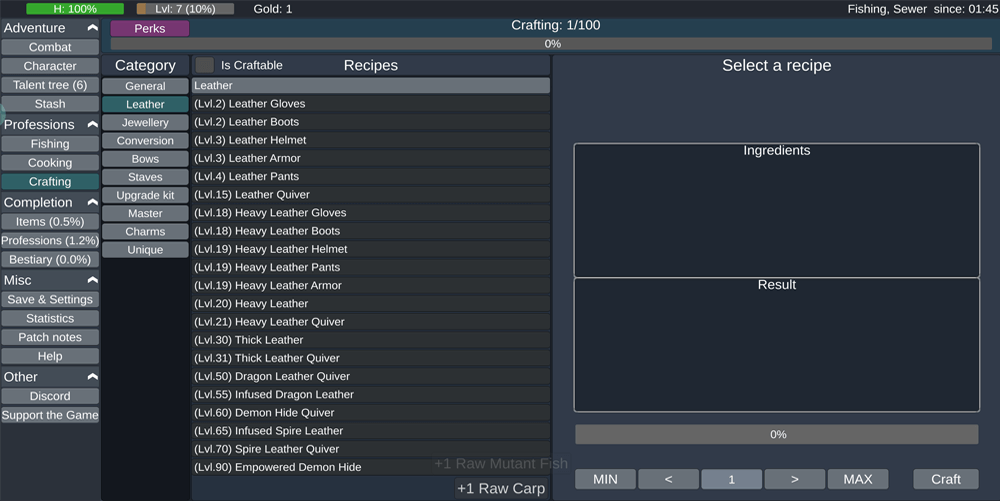 H: 100%
Lvl: 7 (10%)
Gold: 1
Fishing, Sewer since: 01:45
Adventure
Combat
Character
Talent tree (6)
Stash
Professions
Fishing
Cooking
Crafting
Completion
Items (0.5%)
Professions (1.2%)
Bestiary (0.0%)
Misc
Save & Settings
Statistics
Patch notes
Help
Other
Discord
Support the Game
Perks
Crafting: 1/100
0%
Category
General
Leather
Jewellery
Conversion
Bows
Staves
Upgrade kit
Master
Charms
Unique
Is Craftable
Recipes
Leather
(Lvl.2) Leather Gloves
(Lvl.2) Leather Boots
(Lvl.3) Leather Helmet
(Lvl.3) Leather Armor
(Lvl.4) Leather Pants
(Lvl.15) Leather Quiver
(Lvl.18) Heavy Leather Gloves
(Lvl.18) Heavy Leather Boots
(Lvl.19) Heavy Leather Helmet
(Lvl.19) Heavy Leather Pants
(Lvl.19) Heavy Leather Armor
(Lvl.20) Heavy Leather
(Lvl.21) Heavy Leather Quiver
(Lvl.30) Thick Leather
(Lvl.31) Thick Leather Quiver
(Lvl.50) Dragon Leather Quiver
(Lvl.55) Infused Dragon Leather
(Lvl.60) Demon Hide Quiver
(Lvl.65) Infused Spire Leather
(Lvl.70) Spire Leather Quiver
(Lvl.90) Empowered Demon Hide
+1 Raw Mutant Fish
+1 Raw Carp
Select a recipe
Ingredients
Result
0%
MIN
<
1
>
MAX
Craft